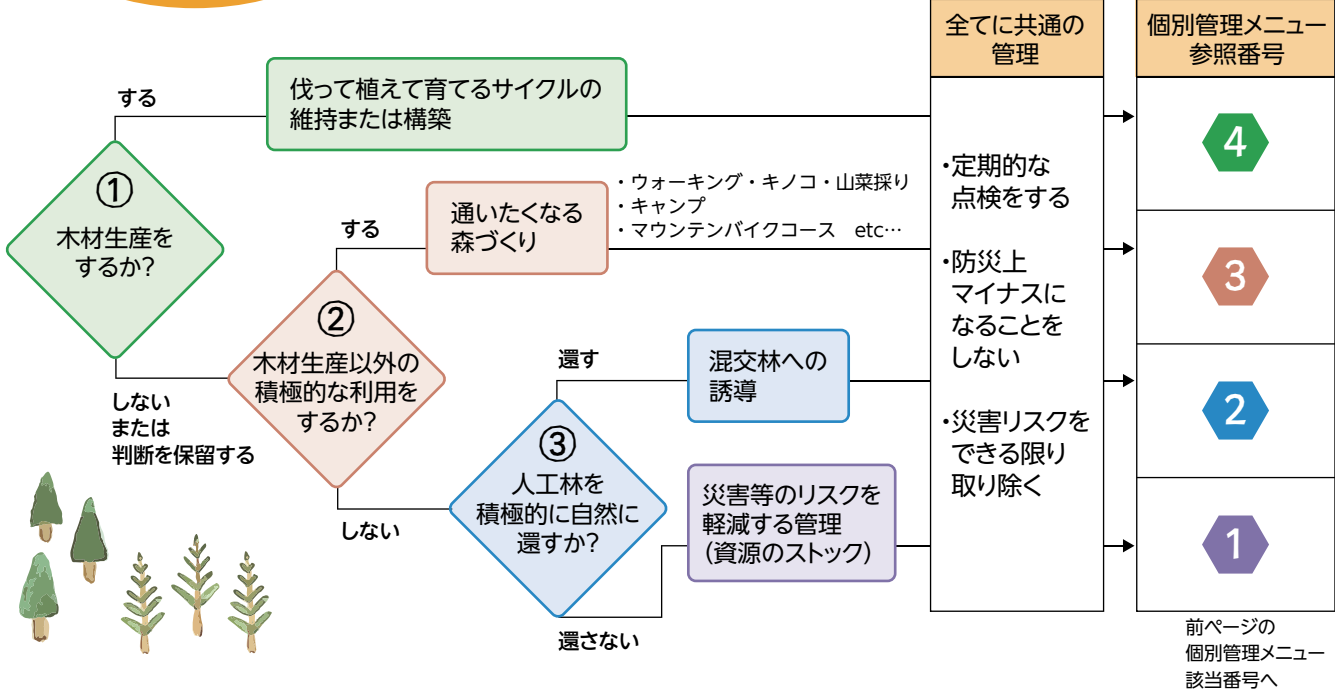 する
伐って植えて育てるサイクルの
維持または構築
①
木材生産を
するか？
しない
または
判断を保留する
する
通いたくなる
森づくり
・ウォーキング・キノコ・山菜採り
・キャンプ
・マウンテンバイクコース　etc…
②
木材生産以外の
積極的な利用を
するか？
しない
還す
混交林への
誘導
③
人工林を
積極的に自然に
還すか？
還さない
災害等のリスクを
軽減する管理
（資源のストック）
全てに共通の
管理
・定期的な
点検をする
・防災上
マイナスに
なることを
しない
・災害リスクを
できる限り
取り除く
個別管理メニュー
参照番号
4
3
2
1
前ページの
個別管理メニュー
該当番号へ